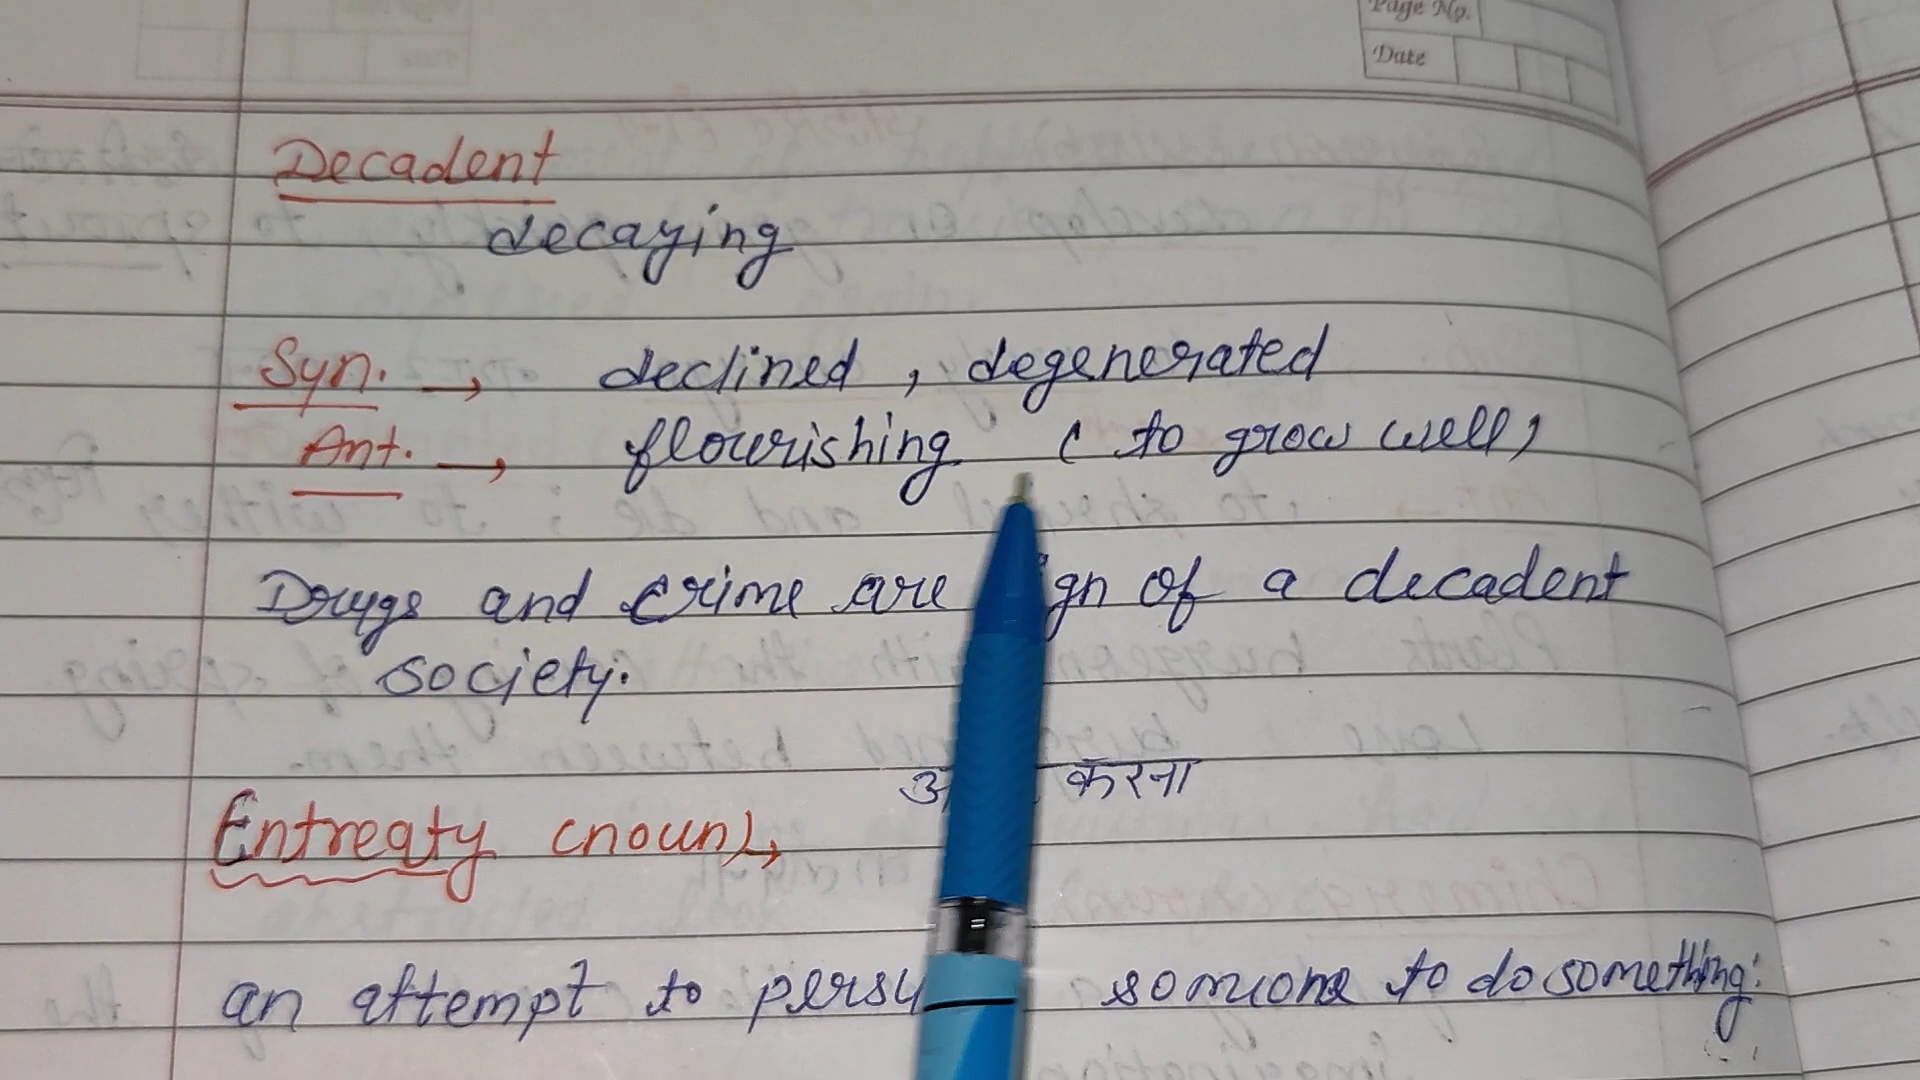 Page No.
Date
Decadent
decaying
Syn. → declined, degenerated
Ant. → flourishing (to grow well)
Drugs and crime are of a decadent
society.
करना
Entreaty (noun) →
an attempt to someone to do something: